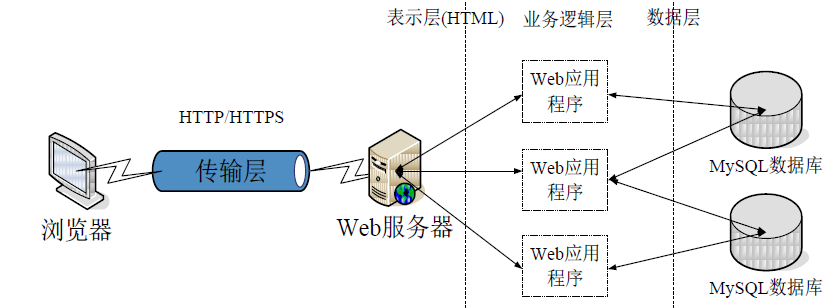 表示层(HTML)
业务逻辑层
数据层
HTTP/HTTPS
传输层
浏览器
Web服务器
Web应用
程序
Web应用
程序
Web应用
程序
MySQL数据库
MySQL数据库